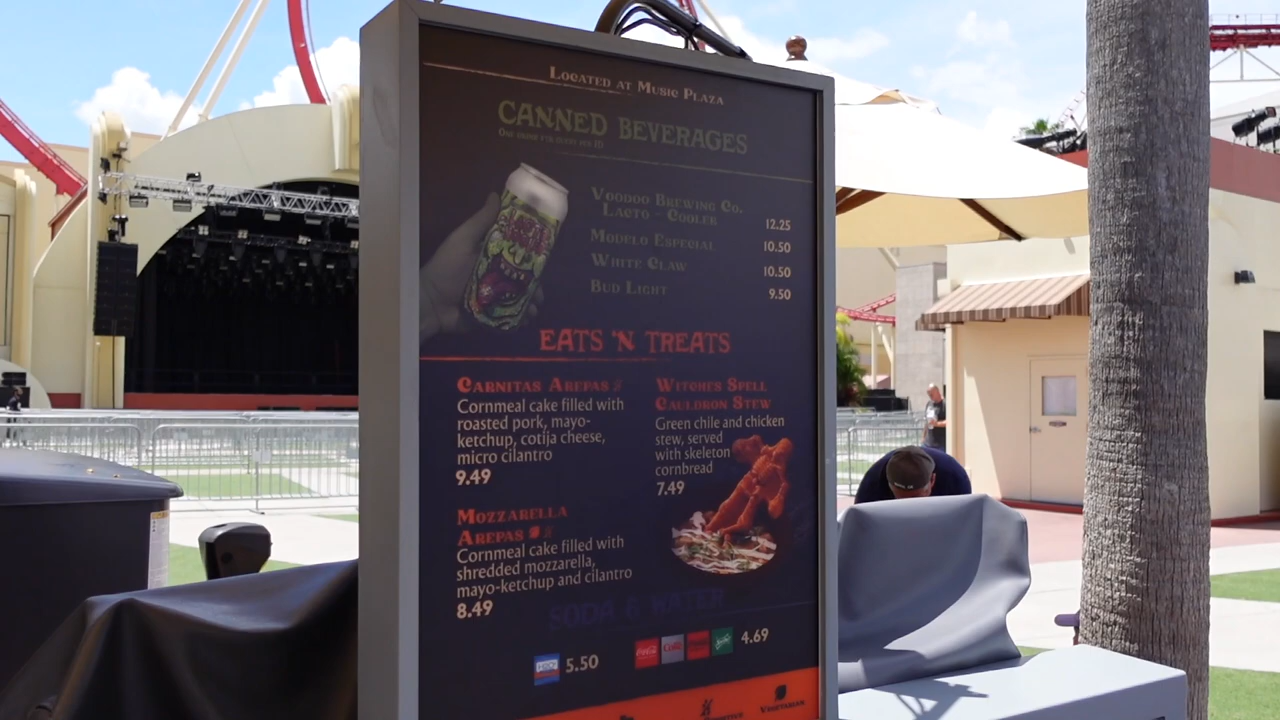 Located at Music Plaza
Canned Beverages
Voodoo Brewing Co.
Lacto - Cooler
12.25
Modelo Especial
10.50
White Claw
10.50
Bud Light
9.50
Eats 'N Treats
Carnitas Arepas
Cornmeal cake filled with
roasted pork, mayo-
ketchup, cotija cheese,
micro cilantro
9.49
Mozzarella
Arepas
Cornmeal cake filled with
shredded mozzarella,
mayo-ketchup and cilantro
8.49
Witches Spell
Cauldron Stew
Green chile and chicken
stew, served
with skeleton
cornbread
7.49
Soda & Water
5.50
4.69
Vegetarian